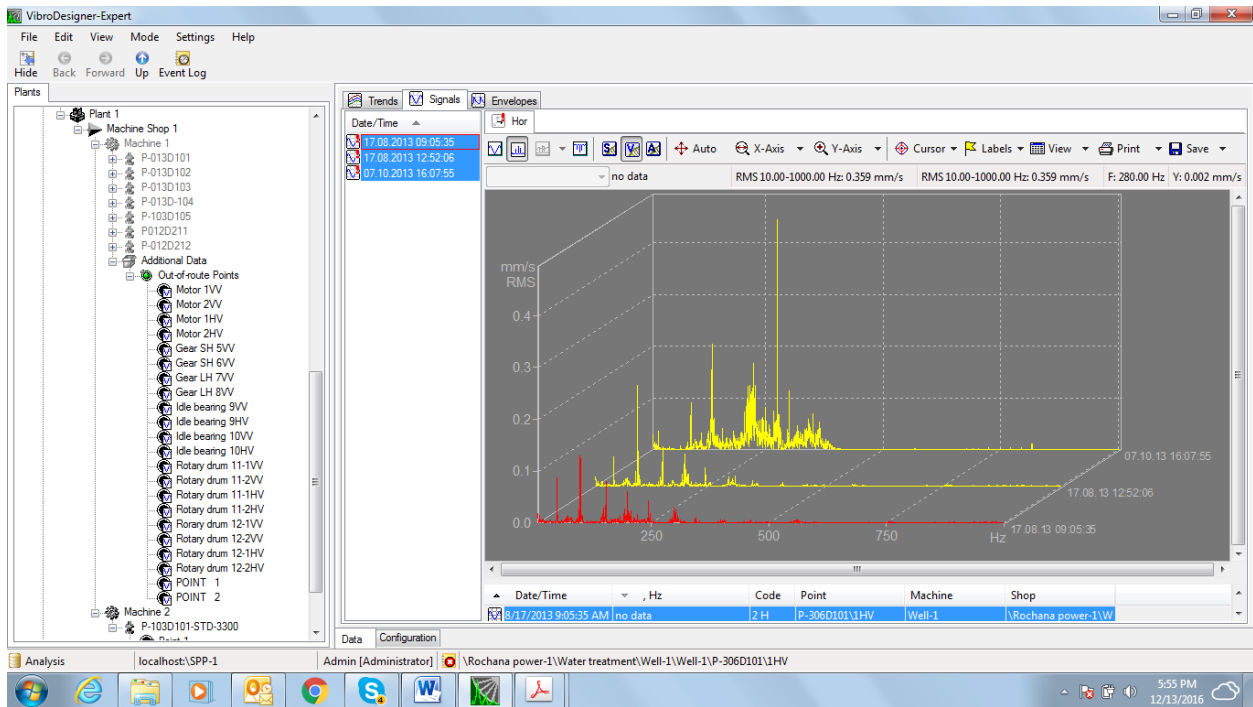 VibroDesigner-Expert
File Edit View Mode Settings Help
Hide Back Forward Up Event Log
Plants
Plant 1
Machine Shop 1
Machine 1
P-013D101
P-013D102
P-013D103
P-013D-104
P-103D105
P012D211
P-012D212
Additional Data
Out-of-route Points
Motor 1VV
Motor 2VV
Motor 1HV
Motor 2HV
Gear SH 5VV
Gear SH 6VV
Gear LH 7VV
Gear LH 8VV
Idle bearing 9VV
Idle bearing 9HV
Idle bearing 10VV
Idle bearing 10HV
Rotary drum 11-1VV
Rotary drum 11-2VV
Rotary drum 11-1HV
Rotary drum 11-2HV
Rorary drum 12-1VV
Rotary drum 12-2VV
Rotary drum 12-1HV
Rotary drum 12-2HV
POINT 1
POINT 2
Machine 2
P-103D101-STD-3300
Trends Signals Envelopes
Date/Time
17.08.2013 09:05:35
17.08.2013 12:52:06
07.10.2013 16:07:55
Hor
S V A Auto X-Axis Y-Axis Cursor Labels View Print Save
no data RMS 10.00-1000.00 Hz: 0.359 mm/s RMS 10.00-1000.00 Hz: 0.359 mm/s F: 280.00 Hz Y: 0.002 mm/s
mm/s
RMS
0.4
0.3
0.2
0.1
0.0
250 500 750 Hz
07.10.13 16:07:55
17.08.13 12:52:06
17.08.13 09:05:35
Date/Time , Hz Code Point Machine Shop
8/17/2013 9:05:35 AM no data 2 H P-306D101\1HV Well-1 \Rochana power-1\W
Data Configuration
Analysis localhost:\SPP-1 Admin [Administrator] \Rochana power-1\Water treatment\Well-1\Well-1\P-306D101\1HV
5:55 PM
12/13/2016